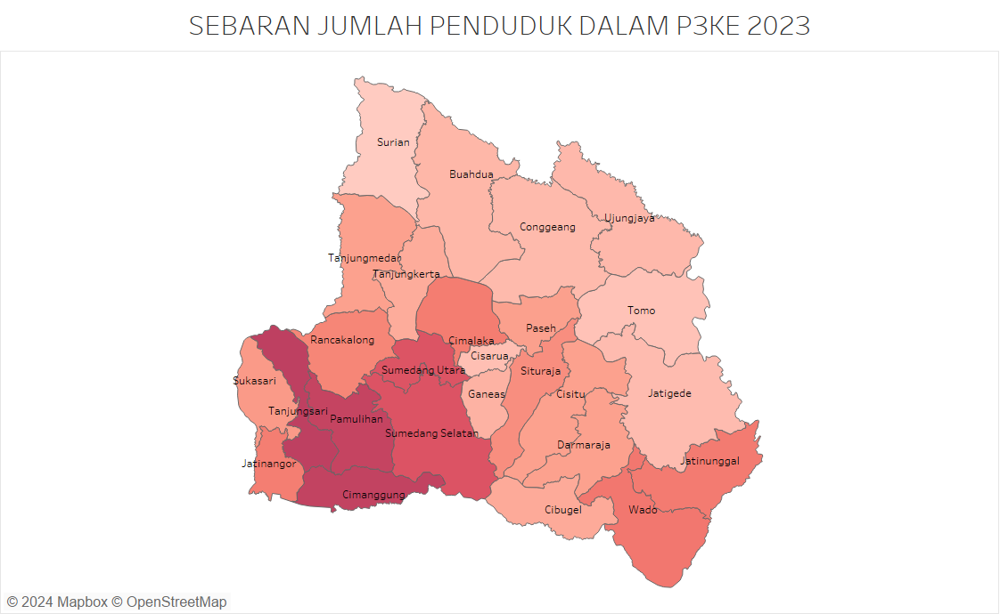 SEBARAN JUMLAH PENDUDUK DALAM P3KE 2023
Surian
Buahdua
Ujungjaya
Conggeang
Tanjungmedar
Tanjungkerta
Tomo
Paseh
Rancakalong
Cimalaka
Cisarua
Sumedang Utara
Situraja
Sukasari
Ganeas
Cisitu
Jatigede
Tanjungsari
Pamulihan
Sumedang Selatan
Darmaraja
Jatinangor
Jatinunggal
Cimanggung
Cibugel
Wado
© 2024 Mapbox © OpenStreetMap